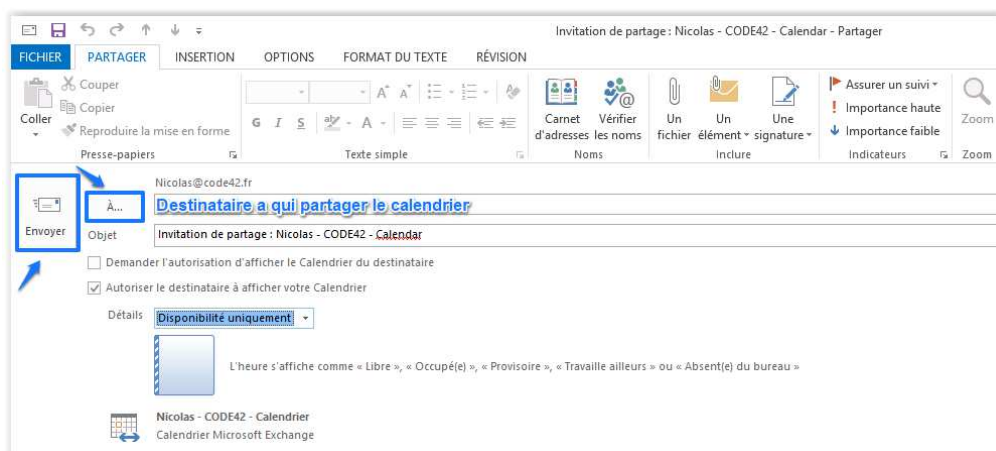 Invitation de partage : Nicolas - CODE42 - Calendar - Partager
FICHIER PARTAGER INSERTION OPTIONS FORMAT DU TEXTE RÉVISION
Coller
Couper
Copier
Reproduire la mise en forme
Presse-papiers
G I S
Texte simple
Carnet d'adresses
Vérifier les noms
Noms
Un fichier
Un élément
Une signature
Inclure
Assurer un suivi
Importance haute
Importance faible
Indicateurs
Zoom
Zoom
Envoyer
Nicolas@code42.fr
À... Destinataire a qui partager le calendrier
Objet Invitation de partage : Nicolas - CODE42 - Calendar
Demander l'autorisation d'afficher le Calendrier du destinataire
Autoriser le destinataire à afficher votre Calendrier
Détails Disponibilité uniquement
L'heure s'affiche comme « Libre », « Occupé(e) », « Provisoire », « Travaille ailleurs » ou « Absent(e) du bureau »
Nicolas - CODE42 - Calendrier
Calendrier Microsoft Exchange